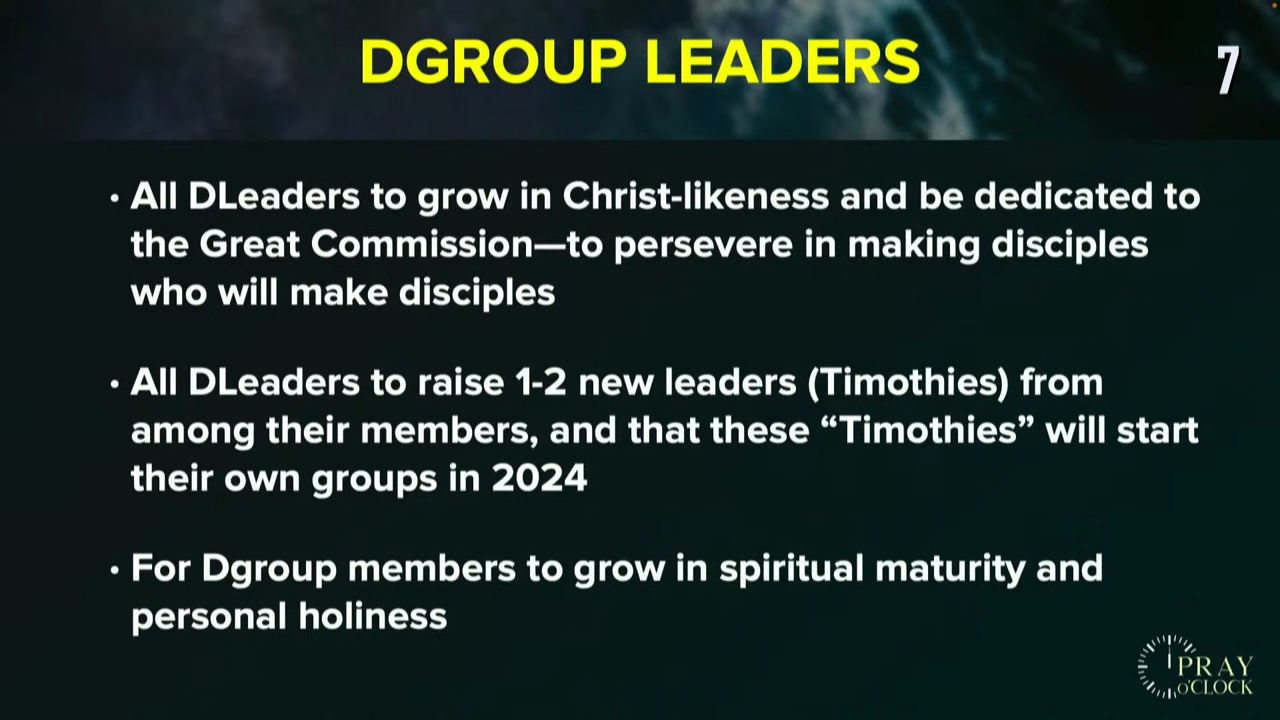 DGROUP LEADERS
7
• All DLeaders to grow in Christ-likeness and be dedicated to
the Great Commission—to persevere in making disciples
who will make disciples
• All DLeaders to raise 1-2 new leaders (Timothies) from
among their members, and that these “Timothies” will start
their own groups in 2024
• For Dgroup members to grow in spiritual maturity and
personal holiness
PRAY
O'CLOCK